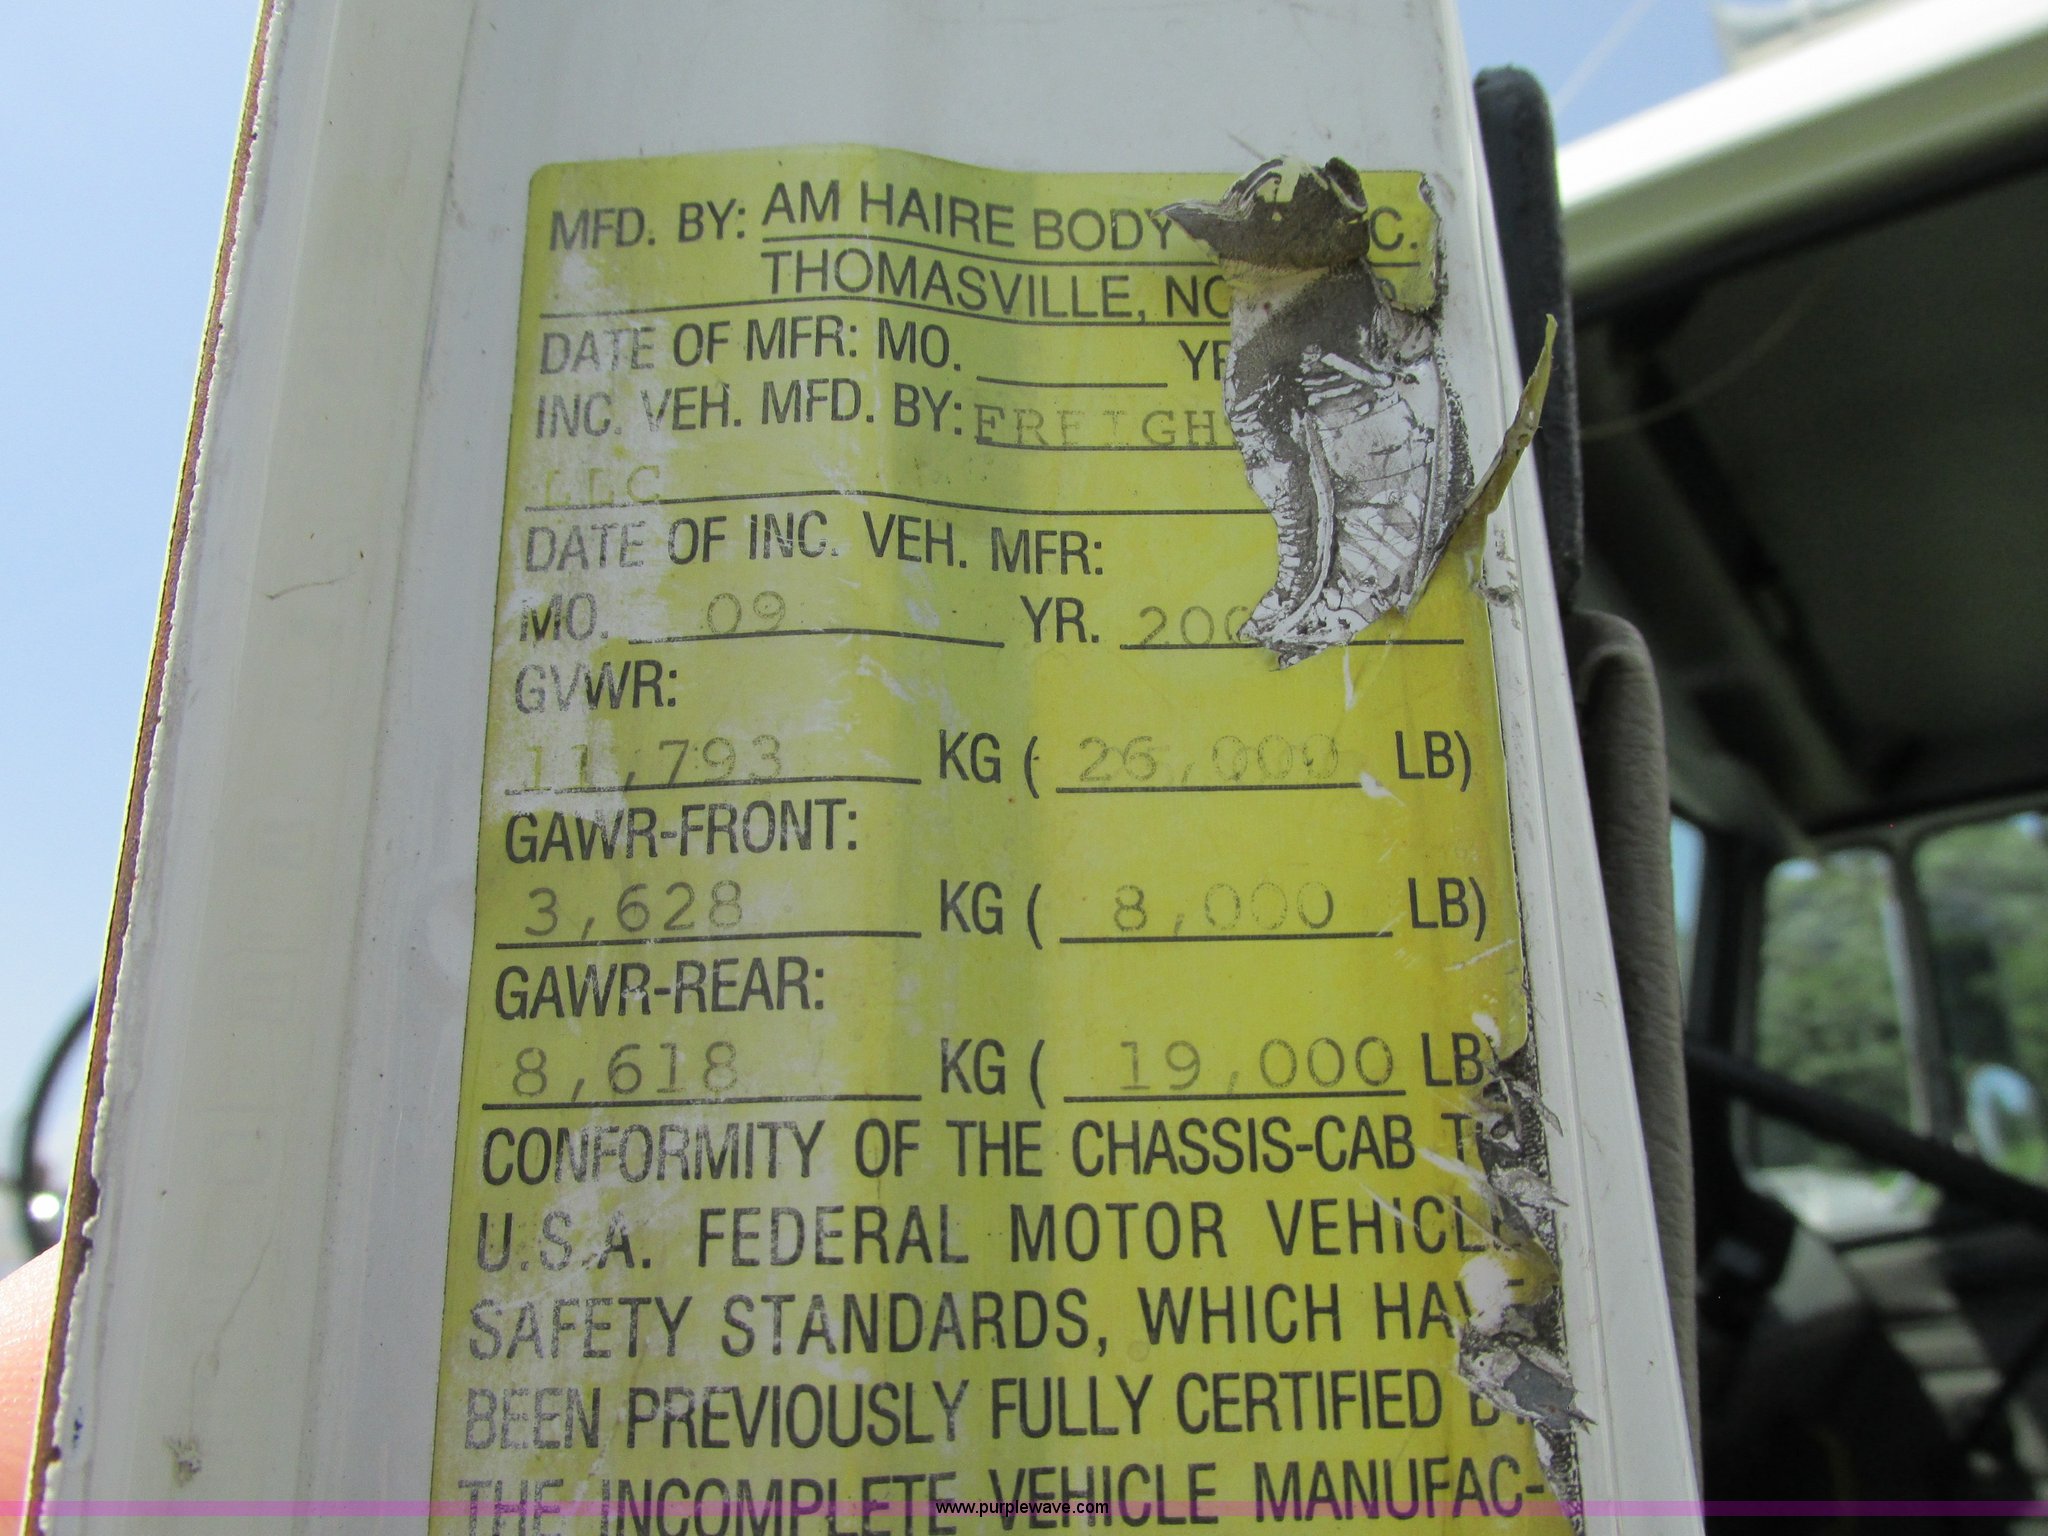 MFD. BY: AM HAIRE BODY C.
THOMASVILLE,
DATE OF MFR: MO.
INC. VEH. MFD. BY:
LLC
DATE OF INC. VEH. MFR:
MO. 09 YR.
GVWR:
11,793 KG ( 26,000 LB)
GAWR-FRONT:
3,628 KG ( 8,000 LB)
GAWR-REAR:
8,618 KG ( 19,000 LB)
CONFORMITY OF THE CHASSIS-CAB
U.S.A. FEDERAL MOTOR VEHICLE
SAFETY STANDARDS, WHICH HAVE
BEEN PREVIOUSLY FULLY CERTIFIED BY
THE INCOMPLETE VEHICLE MANUFAC-
www.purplewave.com